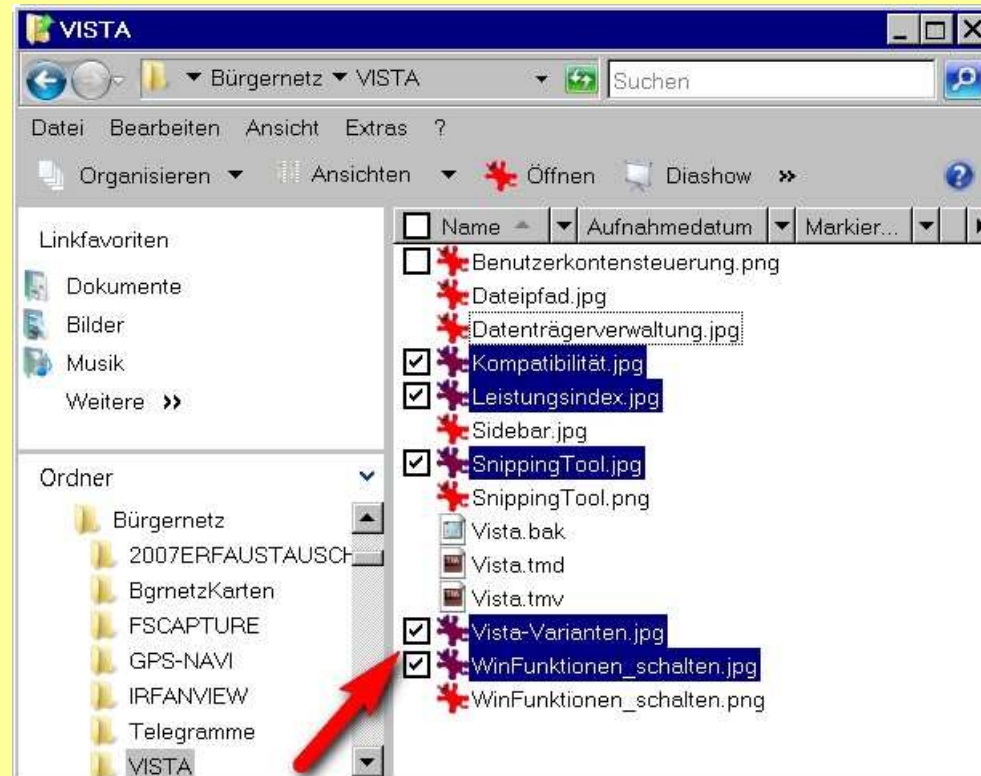 VISTA
Bürgernetz VISTA Suchen
Datei Bearbeiten Ansicht Extras ?
Organisieren Ansichten Öffnen Diashow »
Linkfavoriten
Dokumente
Bilder
Musik
Weitere »
Ordner
Bürgernetz
2007ERFAUSTAUSCH
BgrnetzKarten
FSCAPTURE
GPS-NAVI
IRFANVIEW
Telegramme
VISTA
Name Aufnahmedatum Markier...
Benutzerkontensteuerung.png
Dateipfad.jpg
Datenträgerverwaltung.jpg
Kompatibilität.jpg
Leistungsindex.jpg
Sidebar.jpg
SnippingTool.jpg
SnippingTool.png
Vista.bak
Vista.tmd
Vista.tmv
Vista-Varianten.jpg
WinFunktionen_schalten.jpg
WinFunktionen_schalten.png